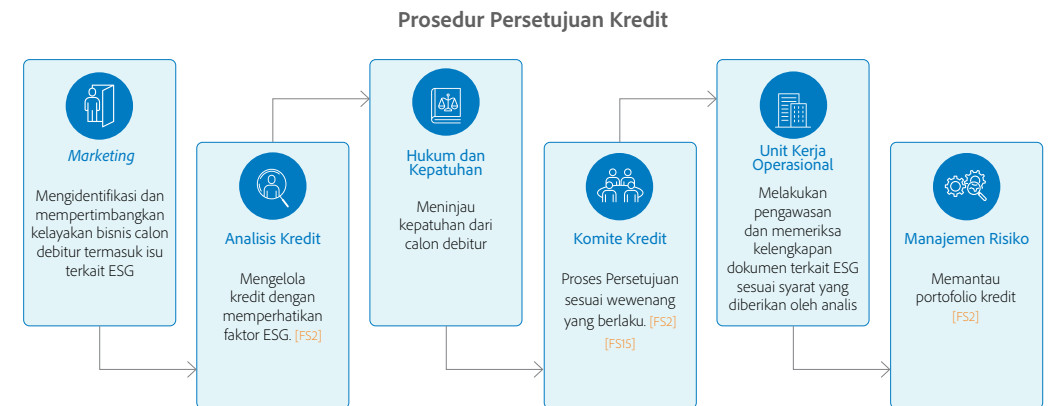 Prosedur Persetujuan Kredit
Marketing
Mengidentifikasi dan
mempertimbangkan
kelayakan bisnis calon
debitur termasuk isu
terkait ESG
Analisis Kredit
Mengelola
kredit dengan
memperhatikan
faktor ESG. [FS2]
Hukum dan
Kepatuhan
Meninjau
kepatuhan dari
calon debitur
Komite Kredit
Proses Persetujuan
sesuai wewenang
yang berlaku. [FS2]
[FS15]
Unit Kerja
Operasional
Melakukan
pengawasan
dan memeriksa
kelengkapan
dokumen terkait ESG
sesuai syarat yang
diberikan oleh analis
Manajemen Risiko
Memantau
portofolio kredit
[FS2]